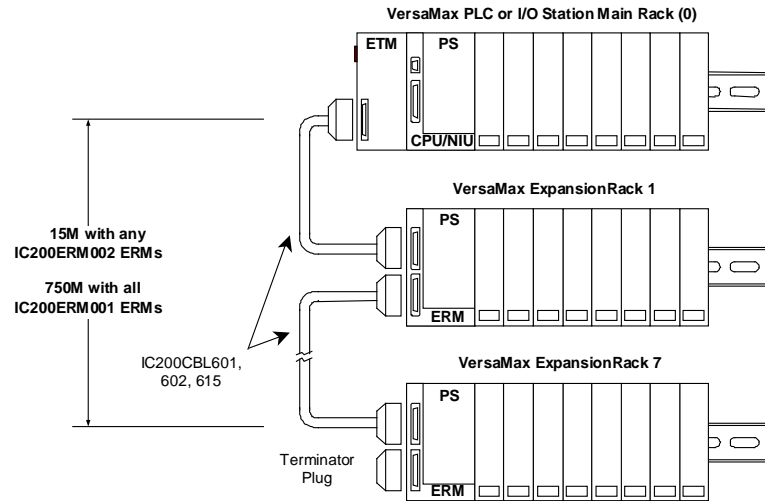 VersaMax PLC or I/O Station Main Rack (0)
ETM
PS
CPU/NIU
VersaMax ExpansionRack 1
PS
15M with any
IC200ERM002 ERMs
750M with all
IC200ERM001 ERMs
ERM
IC200CBL601,
602, 615
VersaMax ExpansionRack 7
PS
Terminator
Plug
ERM